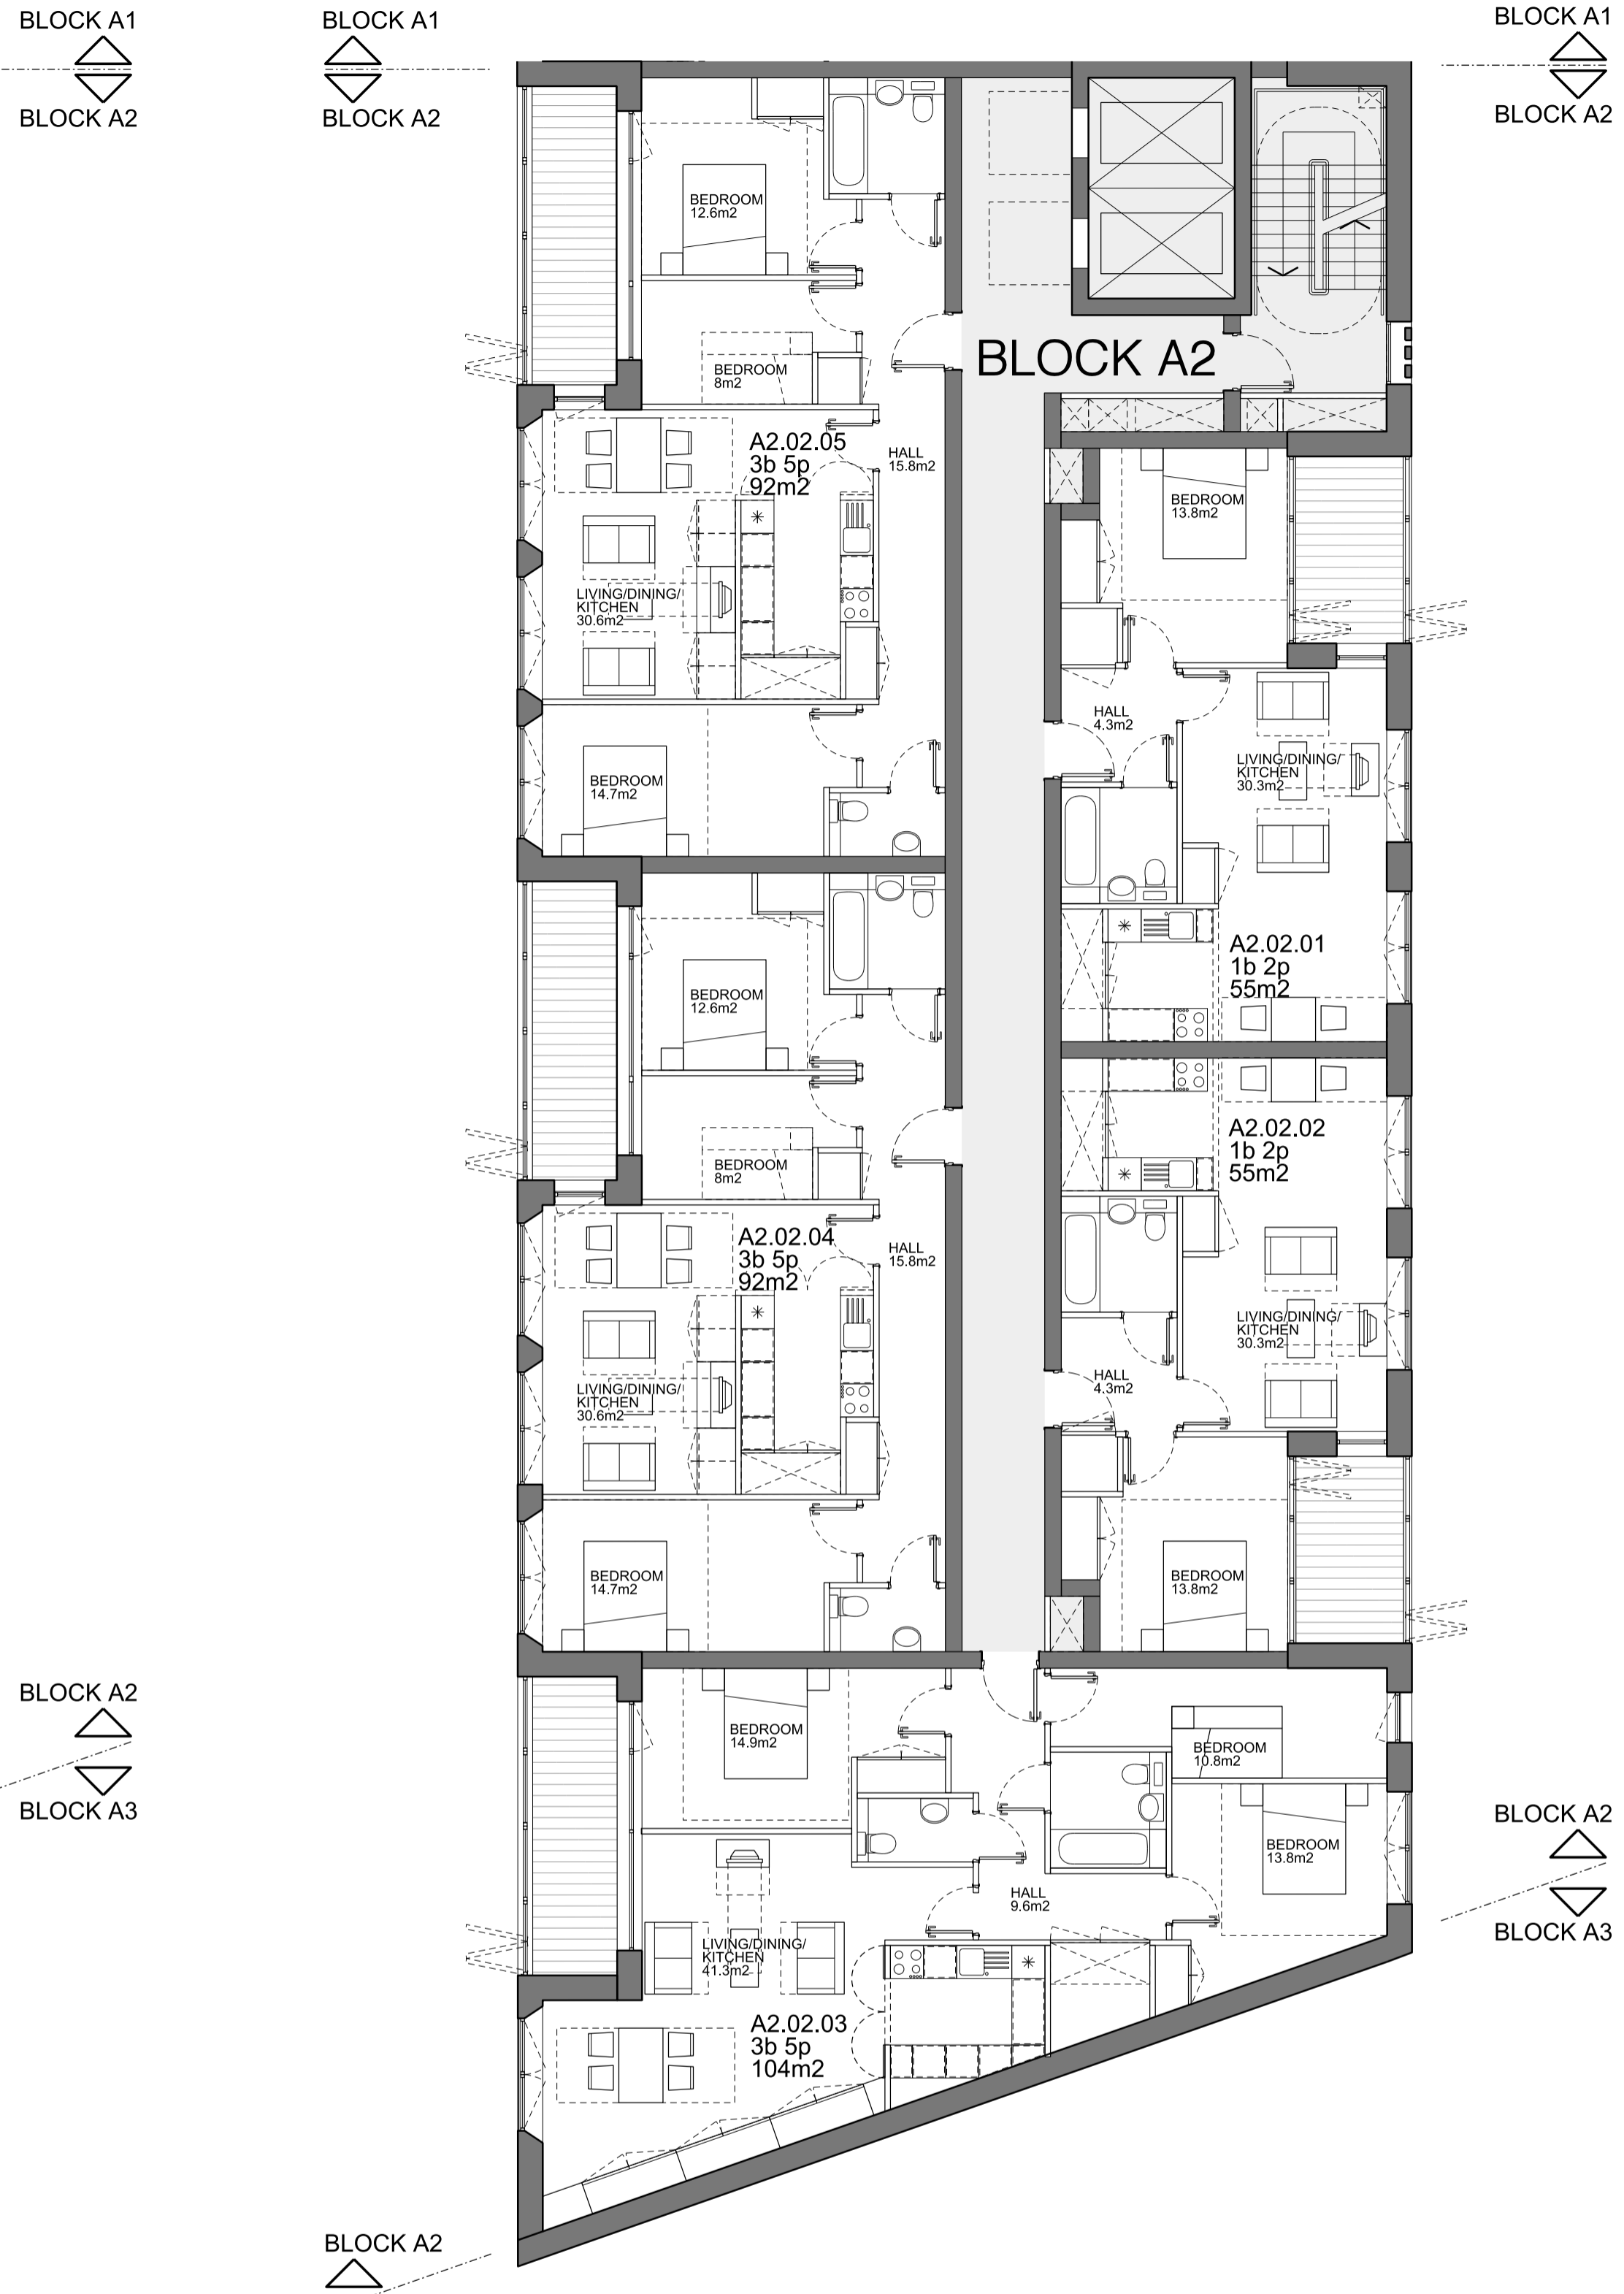 BLOCK A1
BLOCK A2
BLOCK A1
BLOCK A2
BLOCK A1
BLOCK A2
BEDROOM
12.6m2
BLOCK A2
BEDROOM
8m2
A2.02.05
3b 5p
92m2
HALL
15.8m2
BEDROOM
13.8m2
LIVING/DINING/
KITCHEN
30.6m2
HALL
4.3m2
BEDROOM
14.7m2
LIVING/DINING/
KITCHEN
30.3m2
A2.02.01
1b 2p
55m2
BEDROOM
12.6m2
A2.02.02
1b 2p
55m2
BEDROOM
8m2
A2.02.04
3b 5p
92m2
HALL
15.8m2
LIVING/DINING/
KITCHEN
30.3m2
LIVING/DINING/
KITCHEN
30.6m2
HALL
4.3m2
BEDROOM
14.7m2
BEDROOM
13.8m2
BLOCK A2
BLOCK A3
BEDROOM
14.9m2
BEDROOM
10.8m2
BEDROOM
13.8m2
HALL
9.6m2
BLOCK A2
BLOCK A3
LIVING/DINING/
KITCHEN
41.3m2
A2.02.03
3b 5p
104m2
BLOCK A2